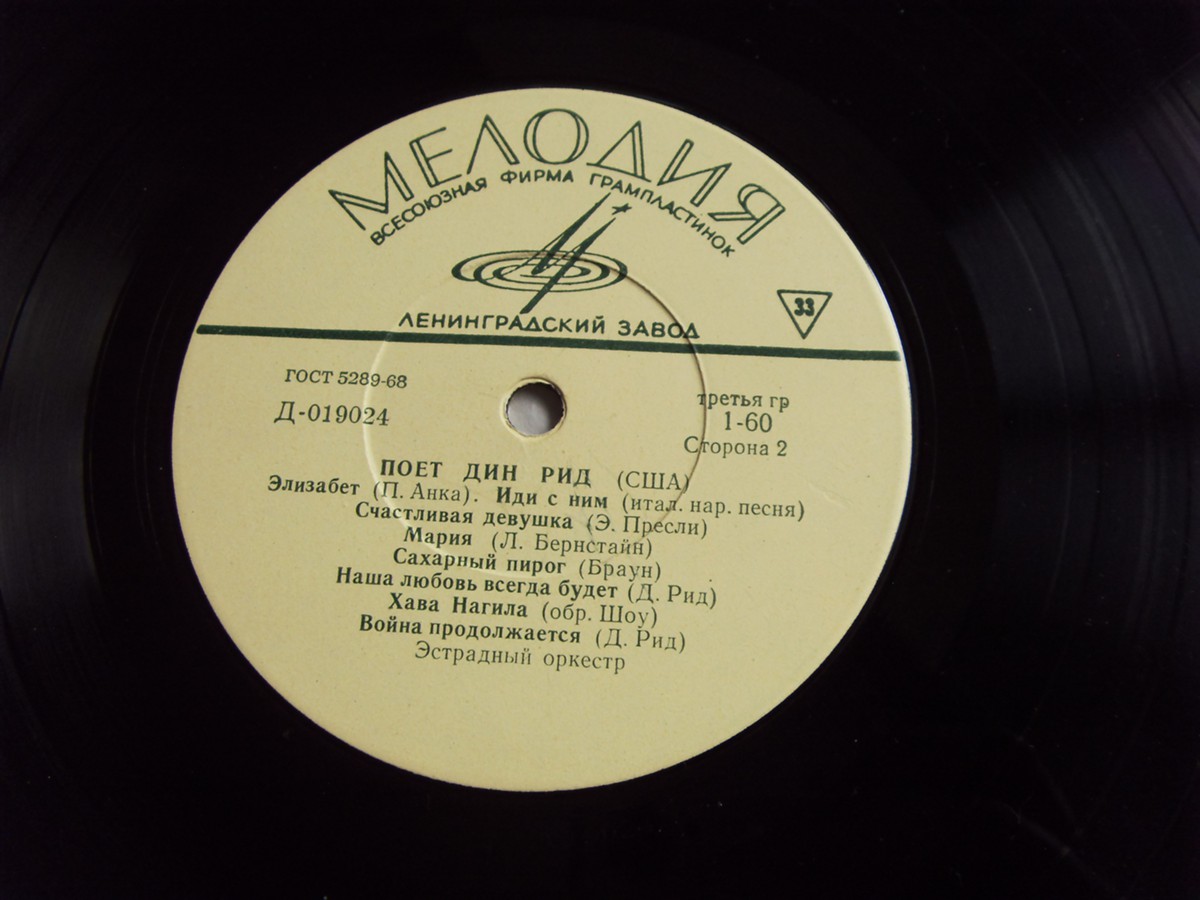 МЕЛОДИЯ
ВСЕСОЮЗНАЯ ФИРМА ГРАМПЛАСТИНОК
33
ЛЕНИНГРАДСКИЙ ЗАВОД
ГОСТ 5289-68
Д-019024
третья гр
1-60
Сторона 2
ПОЕТ ДИН РИД (США)
Элизабет (П. Анка). Иди с ним (итал. нар. песня)
Счастливая девушка (Э. Пресли)
Мария (Л. Бернстайн)
Сахарный пирог (Браун)
Наша любовь всегда будет (Д. Рид)
Хава Нагила (обр. Шоу)
Война продолжается (Д. Рид)
Эстрадный оркестр